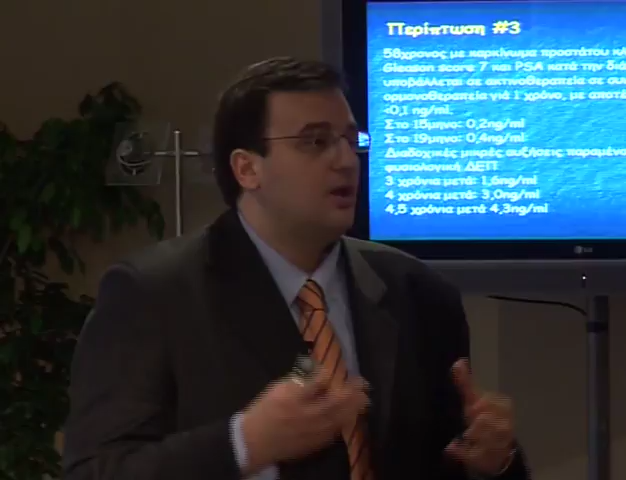 Περίπτωση #3
58χρονος με καρκίνωμα προστάτου
Gleason score 7 και PSA κατά την
υποβάλλεται σε ακτινοθεραπεία σε
ορμονοθεραπεία γιά 1 χρόνο, με
<0,1 ng/ml.
Στο 15μηνο: 0,2ng/ml
Στο 19μηνο: 0,4ng/ml
Διαδοχικές μικρές αυξήσεις
φυσιολογική ΔΕΠ
3 χρόνια μετά: 1,6ng/ml
4 χρόνια μετά: 3,0ng/ml
4,5 χρόνια μετά 4,3ng/ml
LG